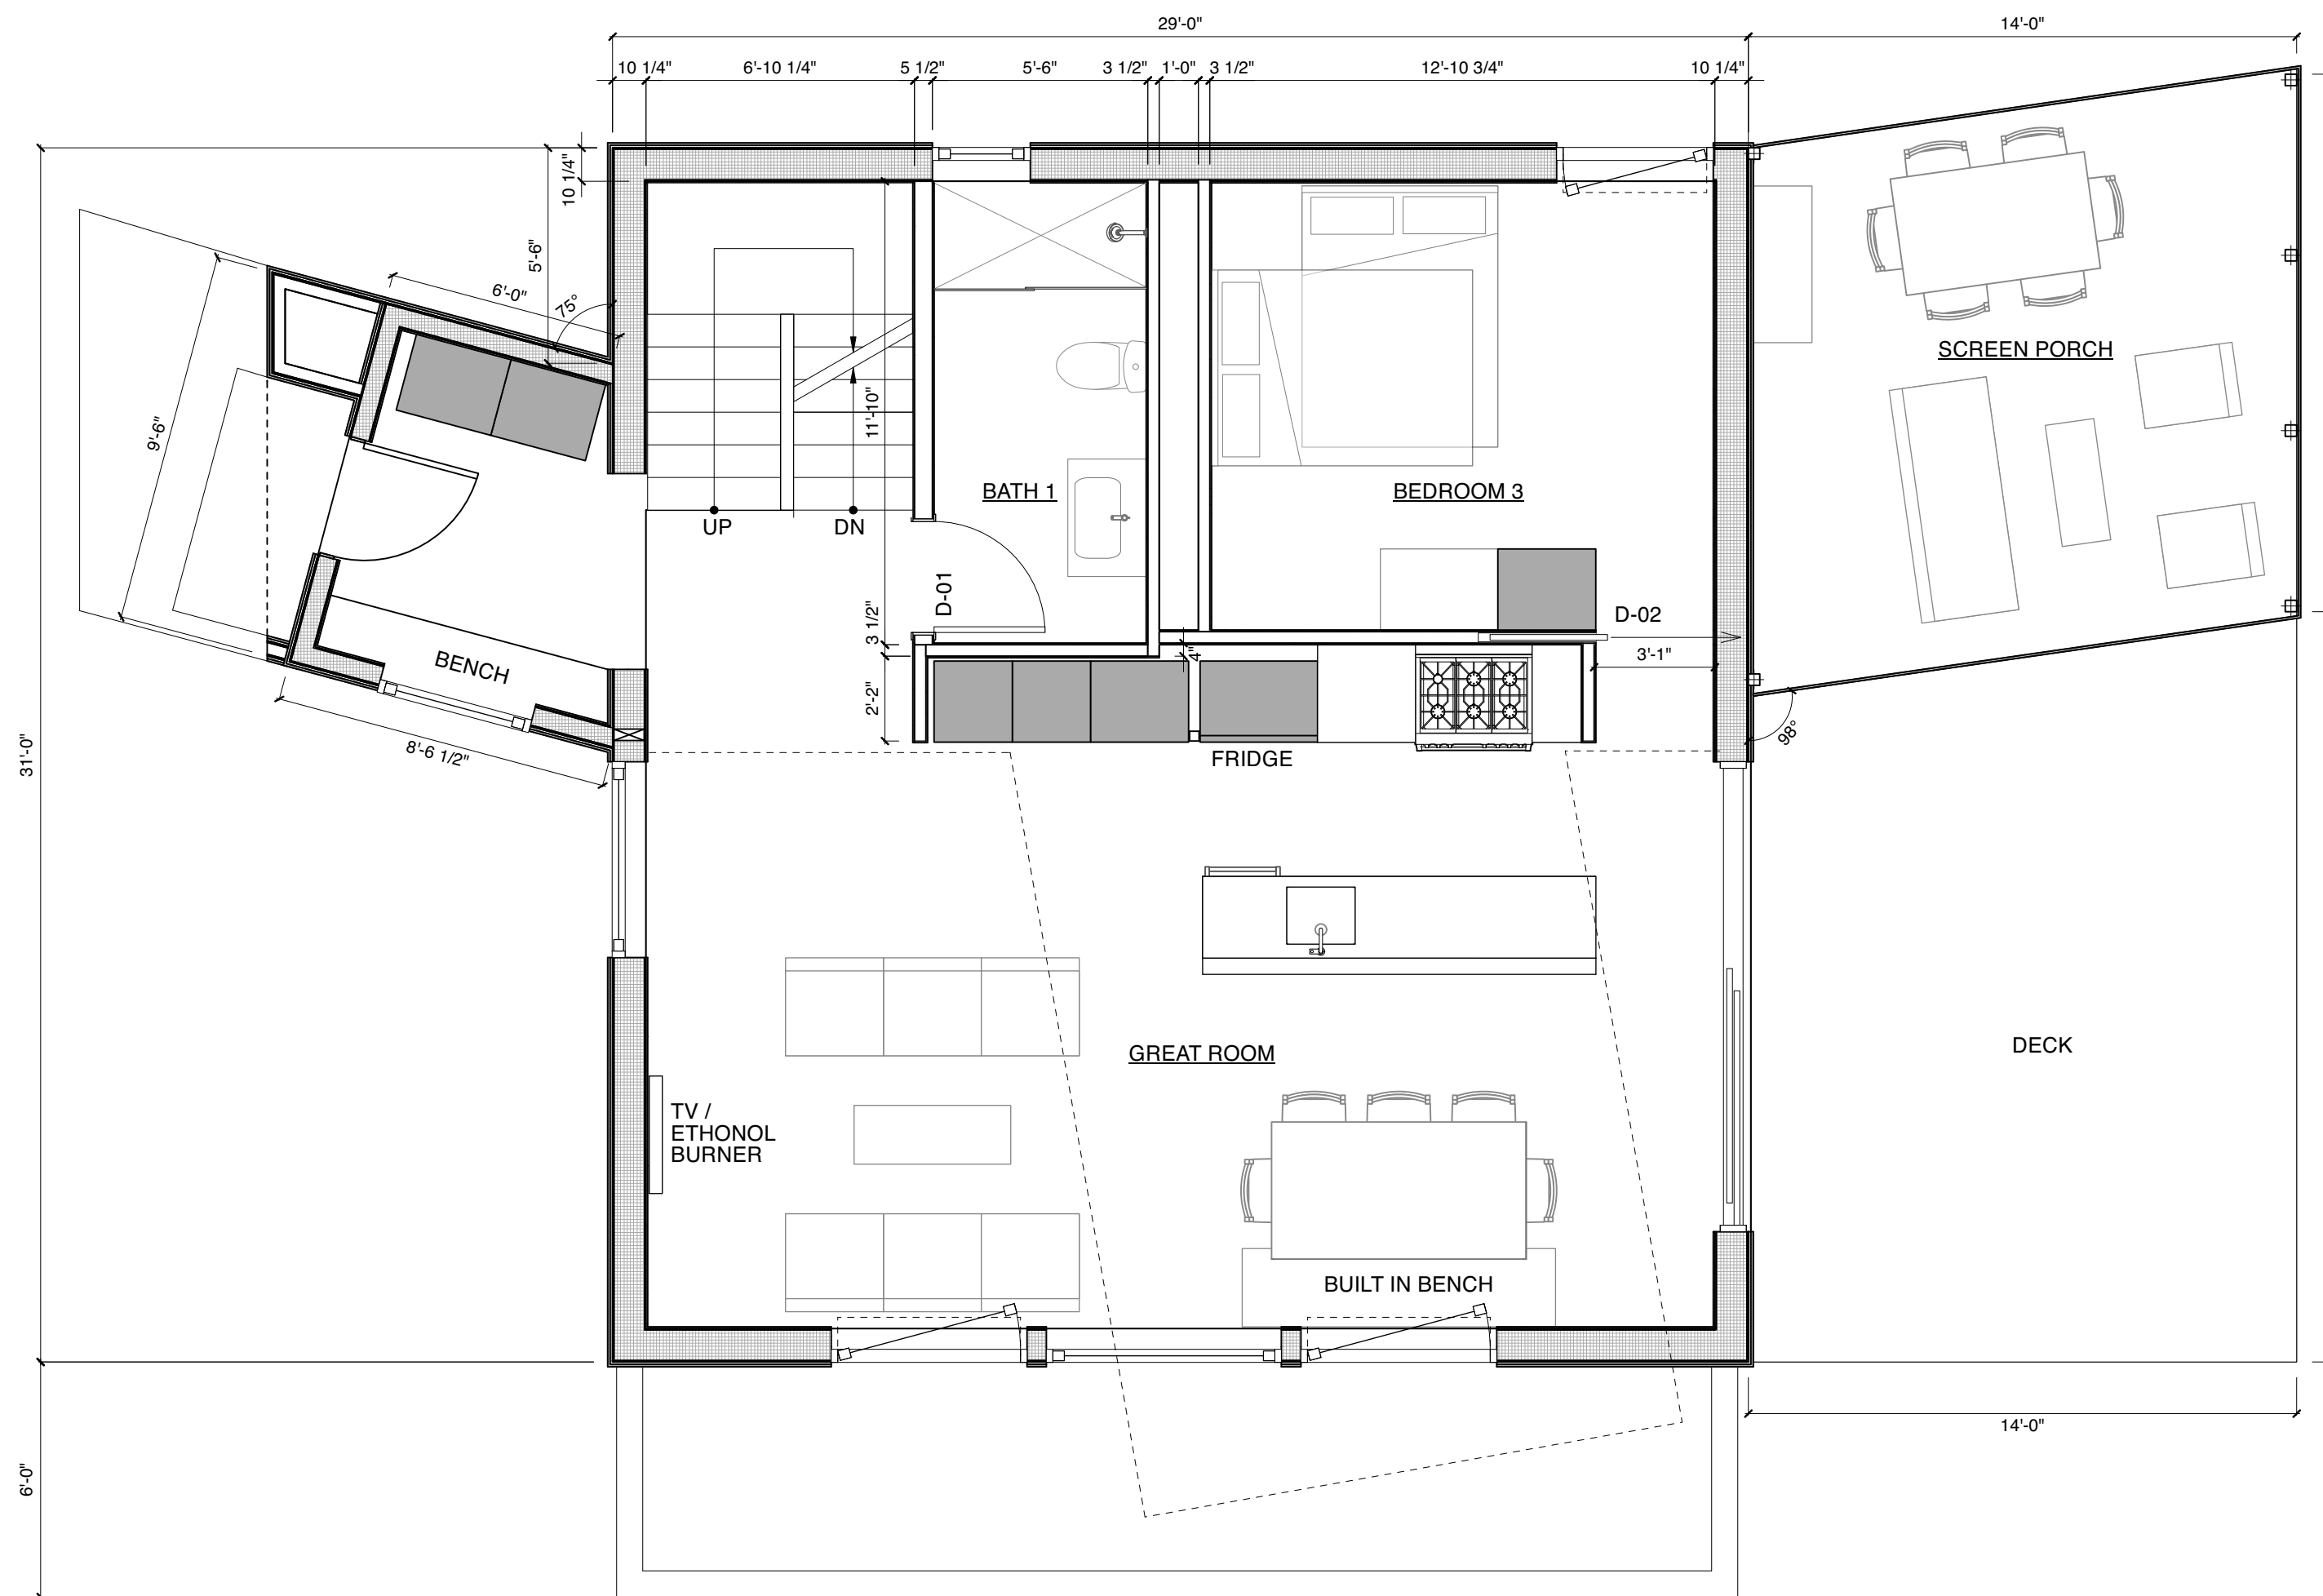 29'-0"
14'-0"
10 1/4"
6'-10 1/4"
5 1/2"
5'-6"
3 1/2"
1'-0"
3 1/2"
12'-10 3/4"
10 1/4"
10 1/4"
5'-6"
6'-0"
75°
SCREEN PORCH
11'-10"
9'-6"
BATH 1
BEDROOM 3
UP
DN
D-01
3 1/2"
D-02
4"
3'-1"
BENCH
2'-2"
98°
31'-0"
8'-6 1/2"
FRIDGE
GREAT ROOM
DECK
TV /
ETHONOL
BURNER
BUILT IN BENCH
14'-0"
6'-0"